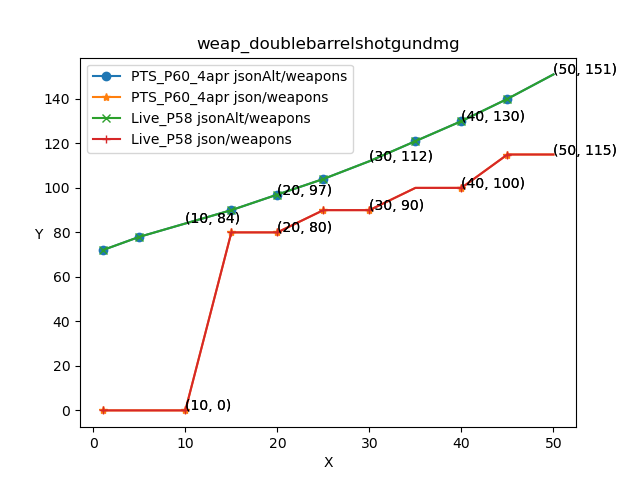 weap_doublebarrelshotgundmg
PTS_P60_4apr jsonAlt/weapons
PTS_P60_4apr json/weapons
Live_P58 jsonAlt/weapons
Live_P58 json/weapons
(50, 151)
(40, 130)
(30, 112)
(20, 97)
(10, 84)
(50, 115)
(40, 100)
(30, 90)
(20, 80)
(10, 0)
Y
140
120
100
80
60
40
20
0
0 10 20 30 40 50
X